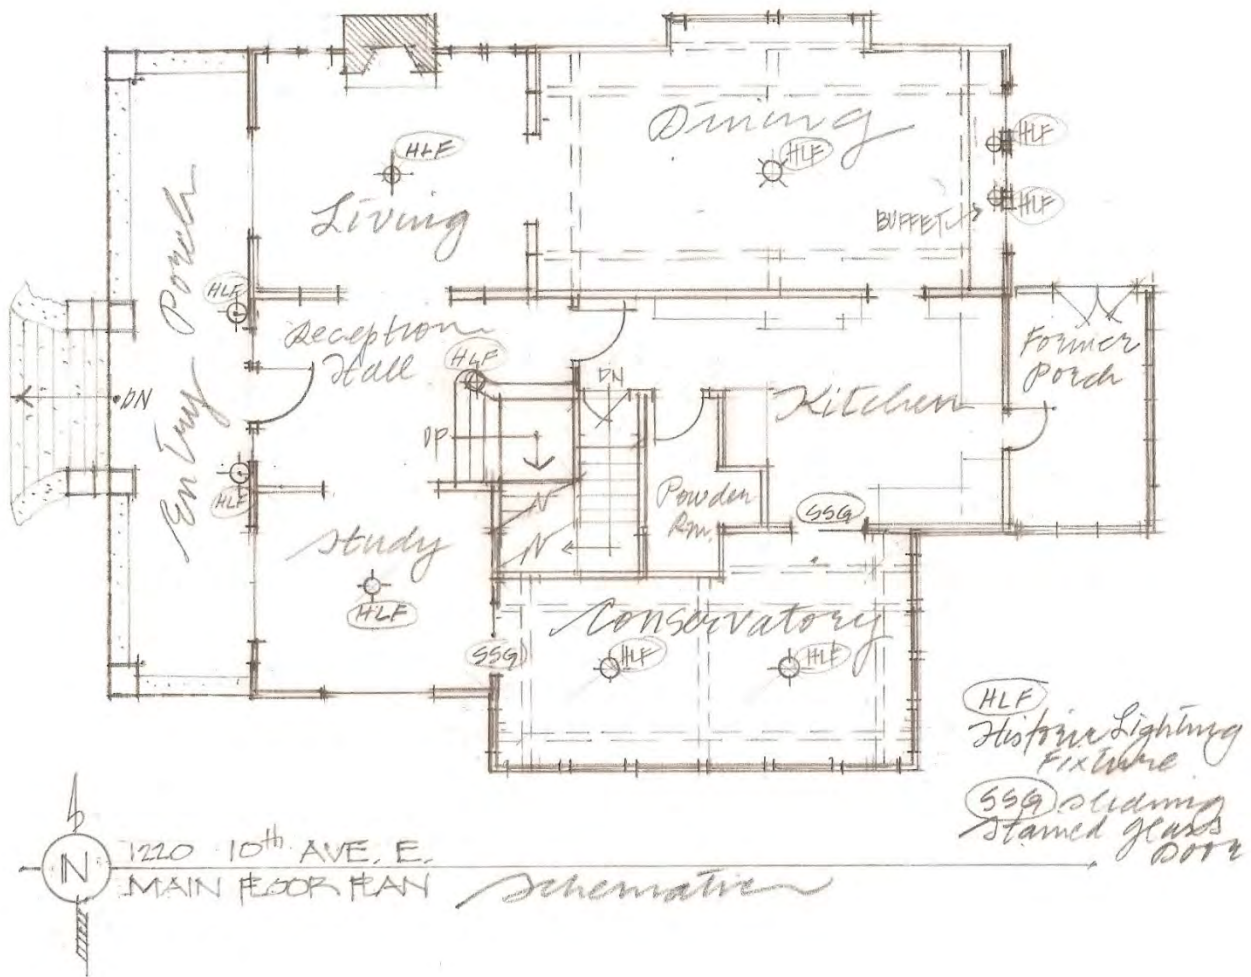 HLF
Dining
HLF
HLF
Living
BUFFET
HLF
Entry Porch
HLF
Reception
Hall
HLF
DN
DN
Kitchen
Former
Porch
UP
HLF
Study
N
N
Powder
Rm.
SSG
HLF
SSG
Conservatory
HLF
HLF
HLF
Historic Lighting
Fixture
SSG Sliding
Stained glass
Door
N
1220 10th AVE. E.
MAIN FLOOR PLAN Schematic